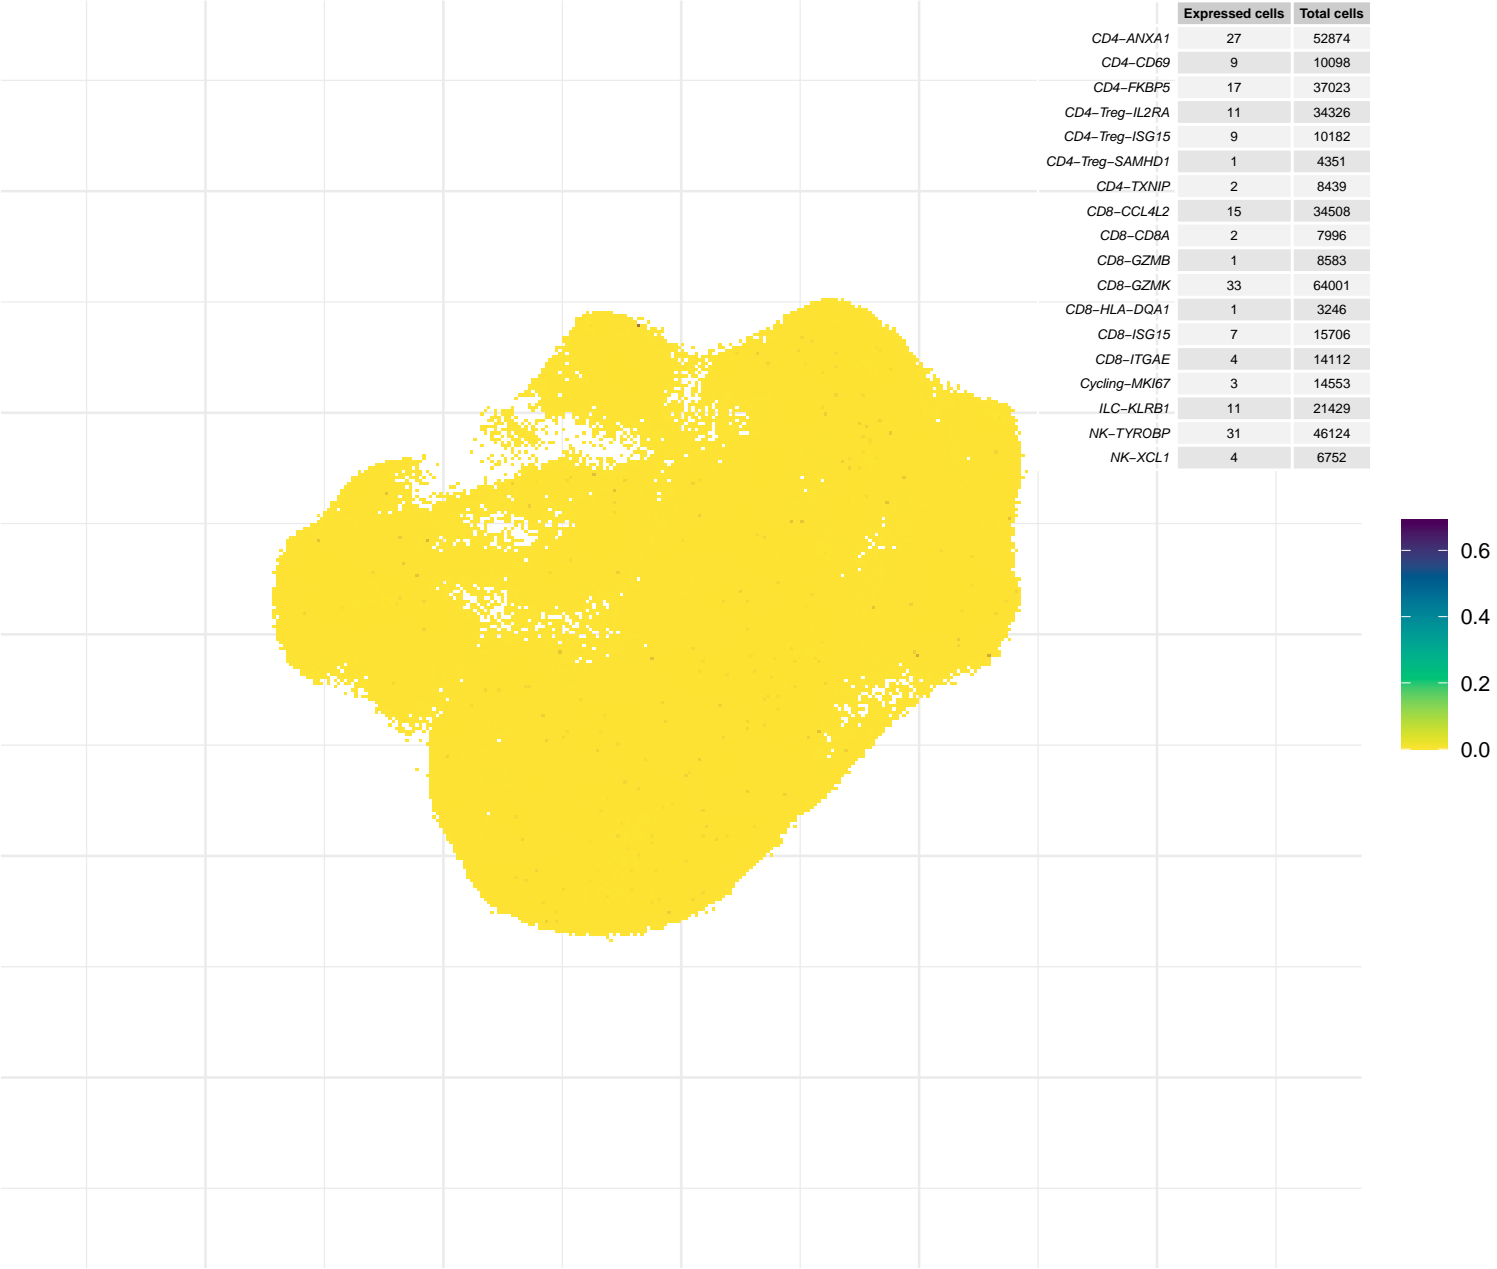 Expressed cells Total cells
CD4−ANXA1 27 52874
CD4−CD69 9 10098
CD4−FKBP5 17 37023
CD4−Treg−IL2RA 11 34326
CD4−Treg−ISG15 9 10182
CD4−Treg−SAMHD1 1 4351
CD4−TXNIP 2 8439
CD8−CCL4L2 15 34508
CD8−CD8A 2 7996
CD8−GZMB 1 8583
CD8−GZMK 33 64001
CD8−HLA−DQA1 1 3246
CD8−ISG15 7 15706
CD8−ITGAE 4 14112
Cycling−MKI67 3 14553
ILC−KLRB1 11 21429
NK−TYROBP 31 46124
NK−XCL1 4 6752
0.6
0.4
0.2
0.0